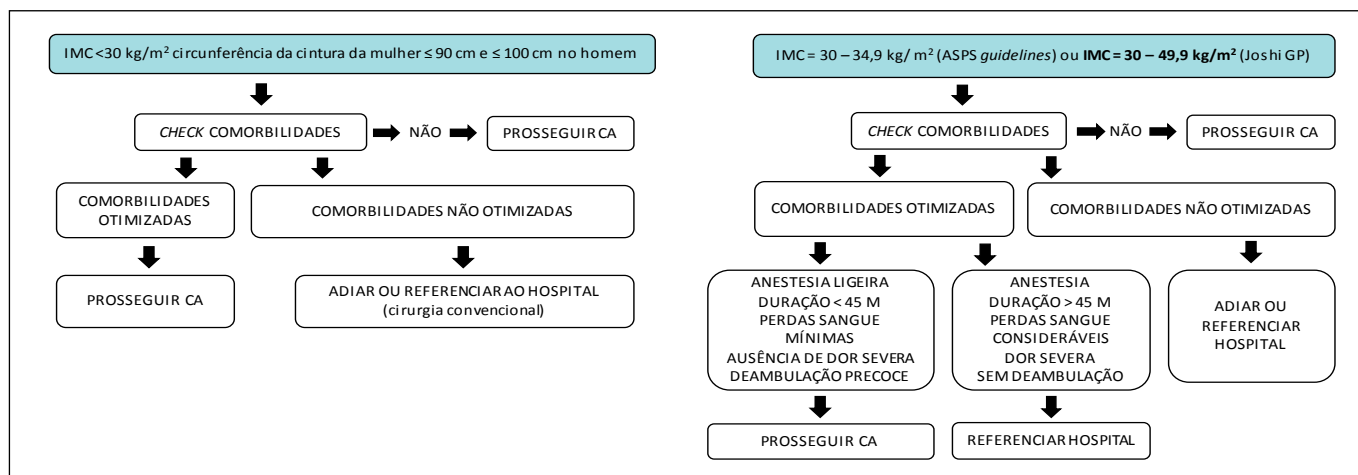 IMC <30 kg/m² circunferência da cintura da mulher ≤ 90 cm e ≤ 100 cm no homem
CHECK COMORBILIDADES
NÃO
PROSSEGUIR CA
COMORBILIDADES
OTIMIZADAS
COMORBILIDADES NÃO OTIMIZADAS
PROSSEGUIR CA
ADIAR OU REFERENCIAR AO HOSPITAL
(cirurgia convencional)
IMC = 30 – 34,9 kg/ m² (ASPS guidelines) ou IMC = 30 – 49,9 kg/m² (Joshi GP)
CHECK COMORBILIDADES
NÃO
PROSSEGUIR CA
COMORBILIDADES OTIMIZADAS
COMORBILIDADES NÃO OTIMIZADAS
ANESTESIA LIGEIRA
DURAÇÃO < 45 M
PERDAS SANGUE
MÍNIMAS
AUSÊNCIA DE DOR SEVERA
DEAMBULAÇÃO PRECOCE
ANESTESIA
DURAÇÃO > 45 M
PERDAS SANGUE
CONSIDERÁVEIS
DOR SEVERA
SEM DEAMBULAÇÃO
ADIAR OU
REFERENCIAR
HOSPITAL
PROSSEGUIR CA
REFERENCIAR HOSPITAL